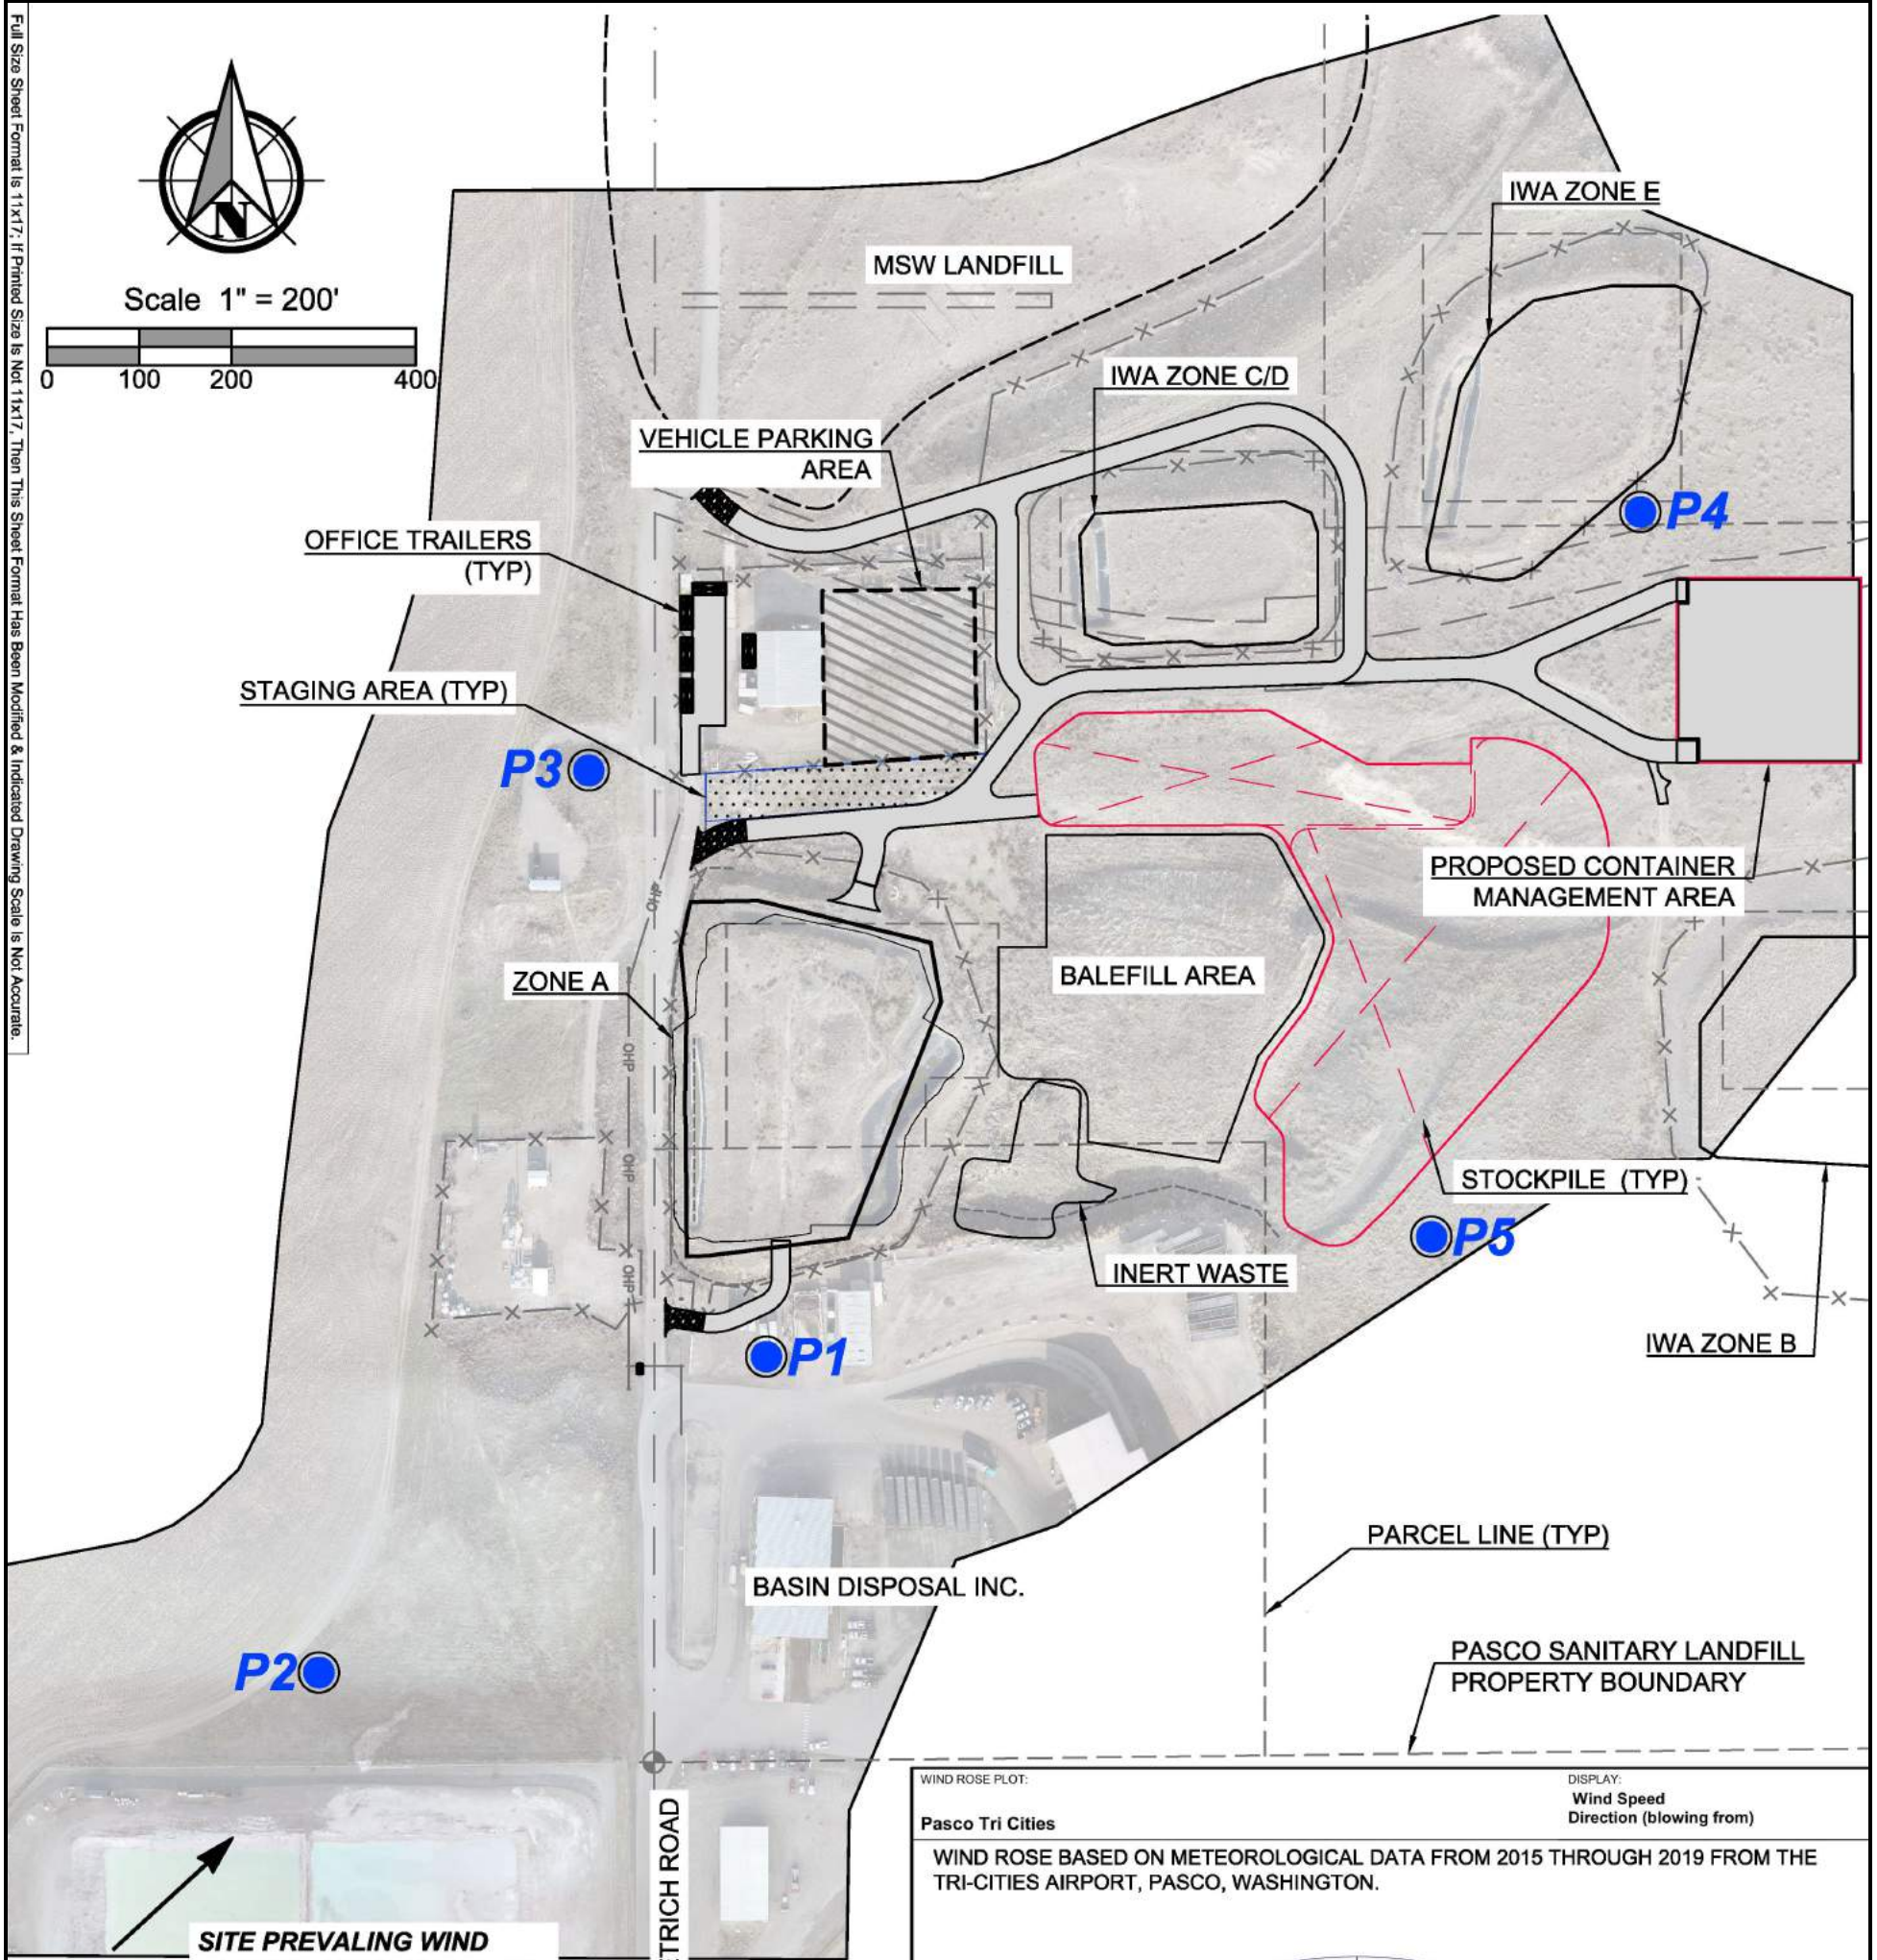 Full Size Sheet Format Is 11x17; If Printed Size Is Not 11x17, Then This Sheet Format Has Been Modified & Indicated Drawing Scale Is Not Accurate.
N
Scale 1" = 200'
0 100 200 400
MSW LANDFILL
IWA ZONE E
IWA ZONE C/D
VEHICLE PARKING
AREA
P4
OFFICE TRAILERS
(TYP)
STAGING AREA (TYP)
P3
OHP
PROPOSED CONTAINER
MANAGEMENT AREA
ZONE A
BALEFILL AREA
OHP
OHP
STOCKPILE (TYP)
P5
INERT WASTE
OHP
IWA ZONE B
P1
PARCEL LINE (TYP)
BASIN DISPOSAL INC.
PASCO SANITARY LANDFILL
PROPERTY BOUNDARY
P2
TRICH ROAD
WIND ROSE PLOT:
Pasco Tri Cities
DISPLAY:
Wind Speed
Direction (blowing from)
WIND ROSE BASED ON METEOROLOGICAL DATA FROM 2015 THROUGH 2019 FROM THE
TRI-CITIES AIRPORT, PASCO, WASHINGTON.
SITE PREVALING WIND